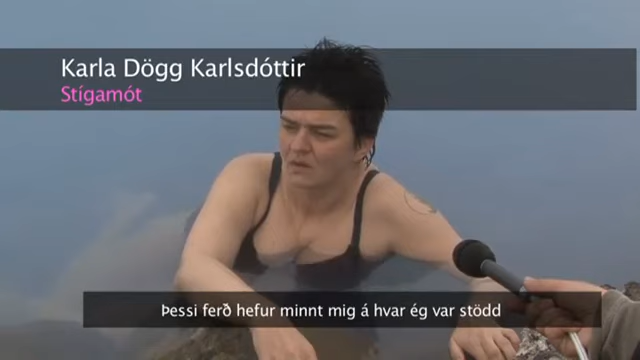 Karla Dögg Karlsdóttir
Stígamót
Þessi ferð hefur minnt mig á hvar ég var stödd